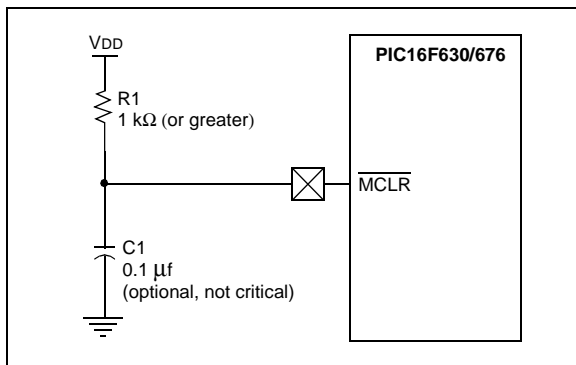 VDD
PIC16F630/676
R1
1 kΩ (or greater)
MCLR
C1
0.1 μf
(optional, not critical)